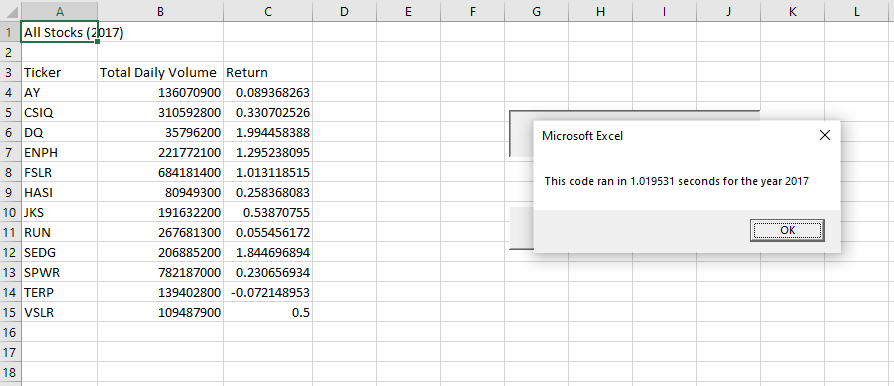 A B C D E F G H I J K L
1 All Stocks (2017)
2
3 Ticker Total Daily Volume Return
4 AY 136070900 0.089368263
5 CSIQ 310592800 0.330702526
6 DQ 35796200 1.994458388
7 ENPH 221772100 1.295238095
8 FSLR 684181400 1.013118515
9 HASI 80949300 0.258368083
10 JKS 191632200 0.53870755
11 RUN 267681300 0.055456172
12 SEDG 206885200 1.844696894
13 SPWR 782187000 0.230656934
14 TERP 139402800 -0.072148953
15 VSLR 109487900 0.5
16
17
18
Microsoft Excel
This code ran in 1.019531 seconds for the year 2017
OK